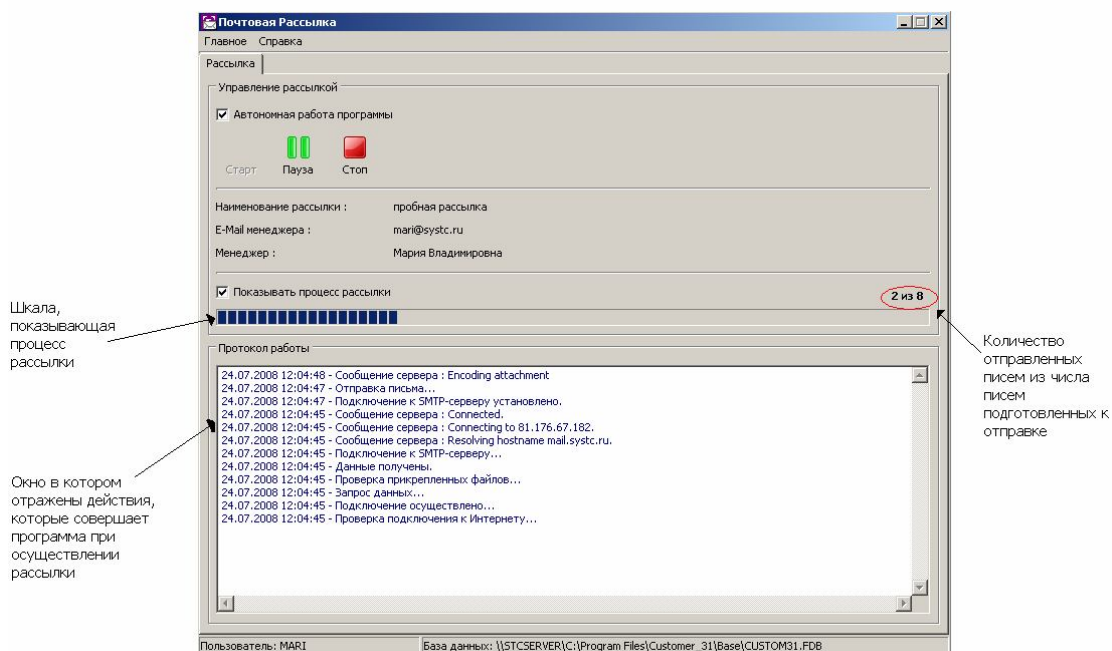 Почтовая Рассылка
Главное Справка
Рассылка
Управление рассылкой
Автономная работа программы
Старт Пауза Стоп
Наименование рассылки : пробная рассылка
E-Mail менеджера : mari@systc.ru
Менеджер : Мария Владимировна
Показывать процесс рассылки
2 из 8
Шкала,
показывающая
процесс
рассылки
Количество
отправленных
писем из числа
писем
подготовленных к
отправке
Протокол работы
24.07.2008 12:04:48 - Сообщение сервера : Encoding attachment
24.07.2008 12:04:47 - Отправка письма...
24.07.2008 12:04:47 - Подключение к SMTP-серверу установлено.
24.07.2008 12:04:45 - Сообщение сервера : Connected.
24.07.2008 12:04:45 - Сообщение сервера : Connecting to 81.176.67.182.
24.07.2008 12:04:45 - Сообщение сервера : Resolving hostname mail.systc.ru.
24.07.2008 12:04:45 - Подключение к SMTP-серверу...
24.07.2008 12:04:45 - Данные получены.
24.07.2008 12:04:45 - Проверка прикрепленных файлов...
24.07.2008 12:04:45 - Запрос данных...
24.07.2008 12:04:45 - Подключение осуществлено...
24.07.2008 12:04:45 - Проверка подключения к Интернету...
Окно в котором
отражены действия,
которые совершает
программа при
осуществлении
рассылки
Пользователь: MARI
База данных: \\STCSERVER\C:\Program Files\Customer_31\Base\CUSTOM31.FDB